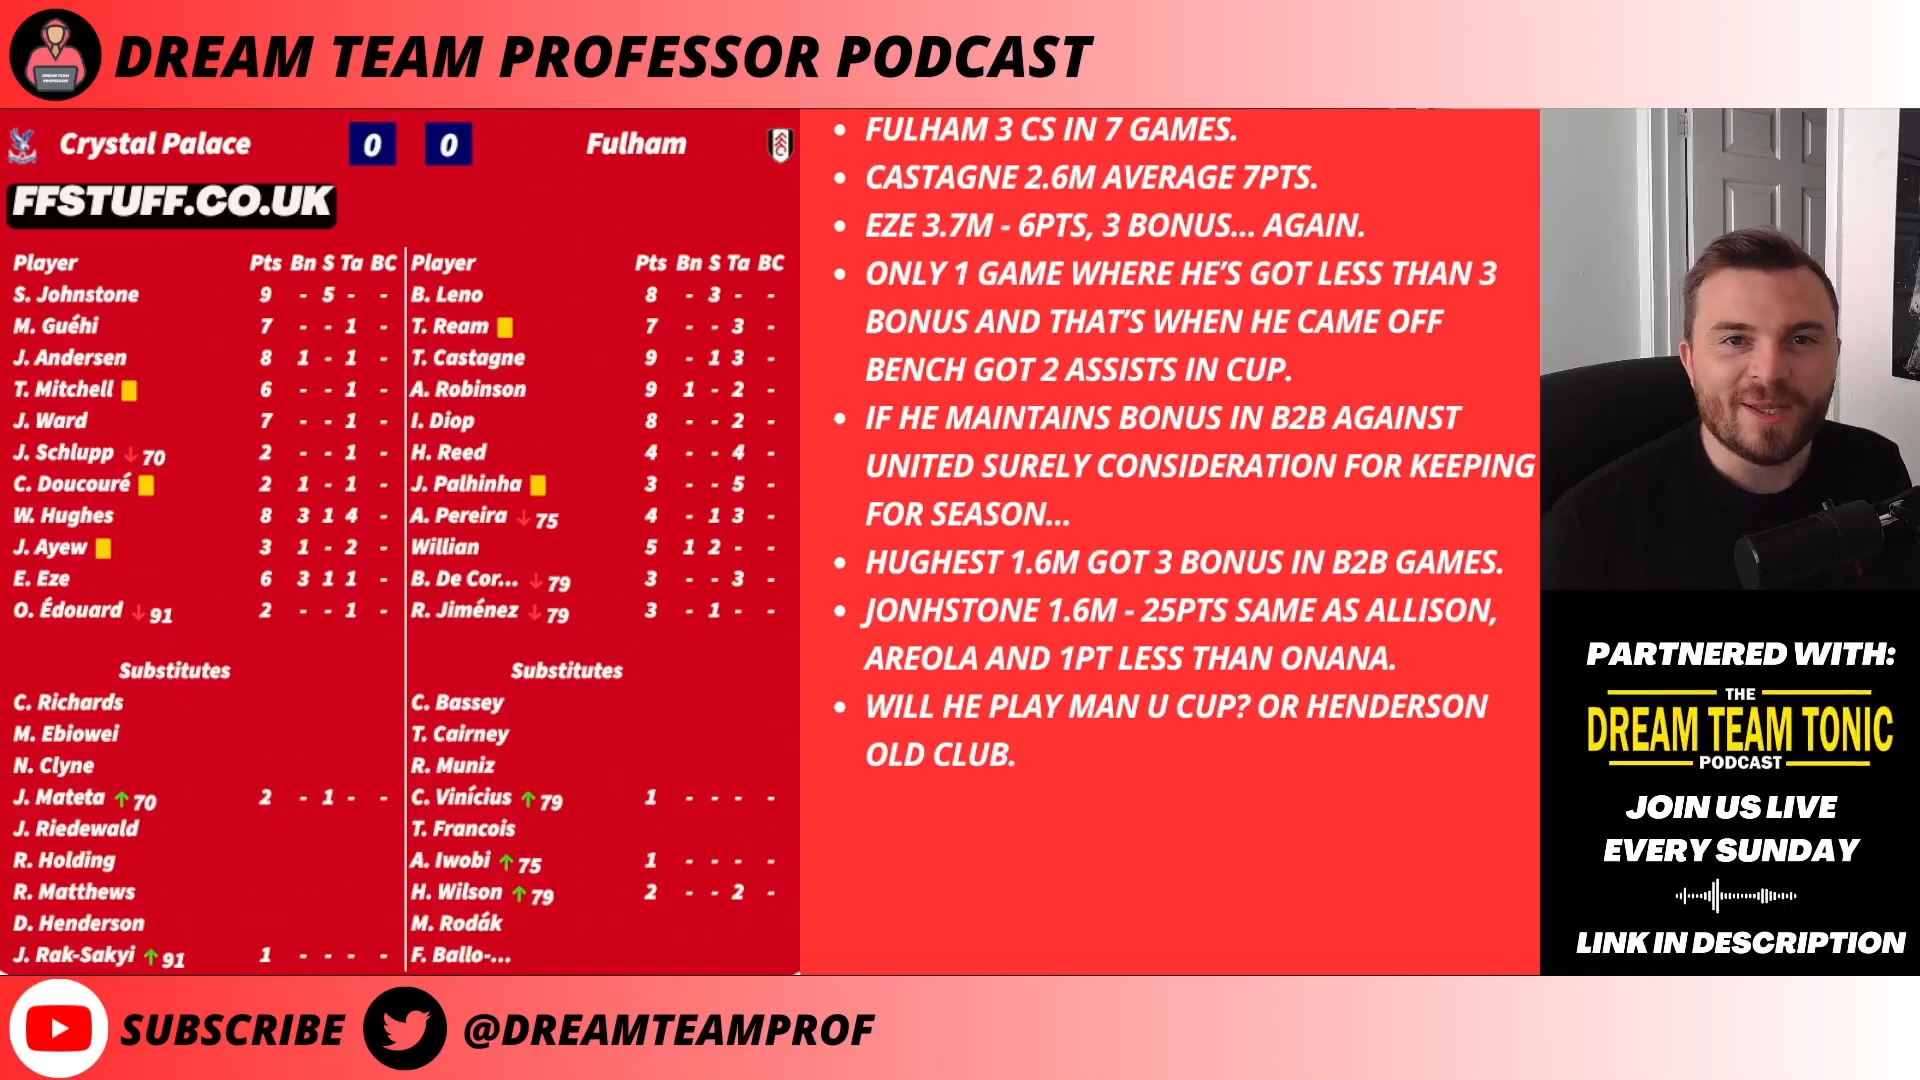 DREAM TEAM PROFESSOR PODCAST
DREAM TEAM
PROFESSOR
Crystal Palace 0 0 Fulham
FFSTUFF.CO.UK
Player Pts Bn S Ta BC Player Pts Bn S Ta BC
S. Johnstone 9 - 5 - - B. Leno 8 - 3 - -
M. Guéhi 7 - - 1 - T. Ream 7 - - 3 -
J. Andersen 8 1 - 1 - T. Castagne 9 - 1 3 -
T. Mitchell 6 - - 1 - A. Robinson 9 1 - 2 -
J. Ward 7 - - 1 - I. Diop 8 - - 2 -
J. Schlupp 70 2 - - 1 - H. Reed 4 - - 4 -
C. Doucouré 2 1 - 1 - J. Palhinha 3 - - 5 -
W. Hughes 8 3 1 4 - A. Pereira 75 4 - 1 3 -
J. Ayew 3 1 - 2 - Willian 5 1 2 - -
E. Eze 6 3 1 1 - B. De Cor... 79 3 - - 3 -
O. Édouard 91 2 - - 1 - R. Jiménez 79 3 - 1 - -
Substitutes Substitutes
C. Richards C. Bassey
M. Ebiowei T. Cairney
N. Clyne R. Muniz
J. Mateta 70 2 - 1 - - C. Vinícius 79 1 - - - -
J. Riedewald T. Francois
R. Holding A. Iwobi 75 1 - - - -
R. Matthews H. Wilson 79 2 - - 2 -
D. Henderson M. Rodák
J. Rak-Sakyi 91 1 - - - - F. Ballo-...
• FULHAM 3 CS IN 7 GAMES.
• CASTAGNE 2.6M AVERAGE 7PTS.
• EZE 3.7M - 6PTS, 3 BONUS... AGAIN.
• ONLY 1 GAME WHERE HE'S GOT LESS THAN 3
BONUS AND THAT'S WHEN HE CAME OFF
BENCH GOT 2 ASSISTS IN CUP.
• IF HE MAINTAINS BONUS IN B2B AGAINST
UNITED SURELY CONSIDERATION FOR KEEPING
FOR SEASON...
• HUGHEST 1.6M GOT 3 BONUS IN B2B GAMES.
• JONHSTONE 1.6M - 25PTS SAME AS ALLISON,
AREOLA AND 1PT LESS THAN ONANA.
• WILL HE PLAY MAN U CUP? OR HENDERSON
OLD CLUB.
PARTNERED WITH:
THE
DREAM TEAM TONIC
PODCAST
JOIN US LIVE
EVERY SUNDAY
LINK IN DESCRIPTION
SUBSCRIBE @DREAMTEAMPROF